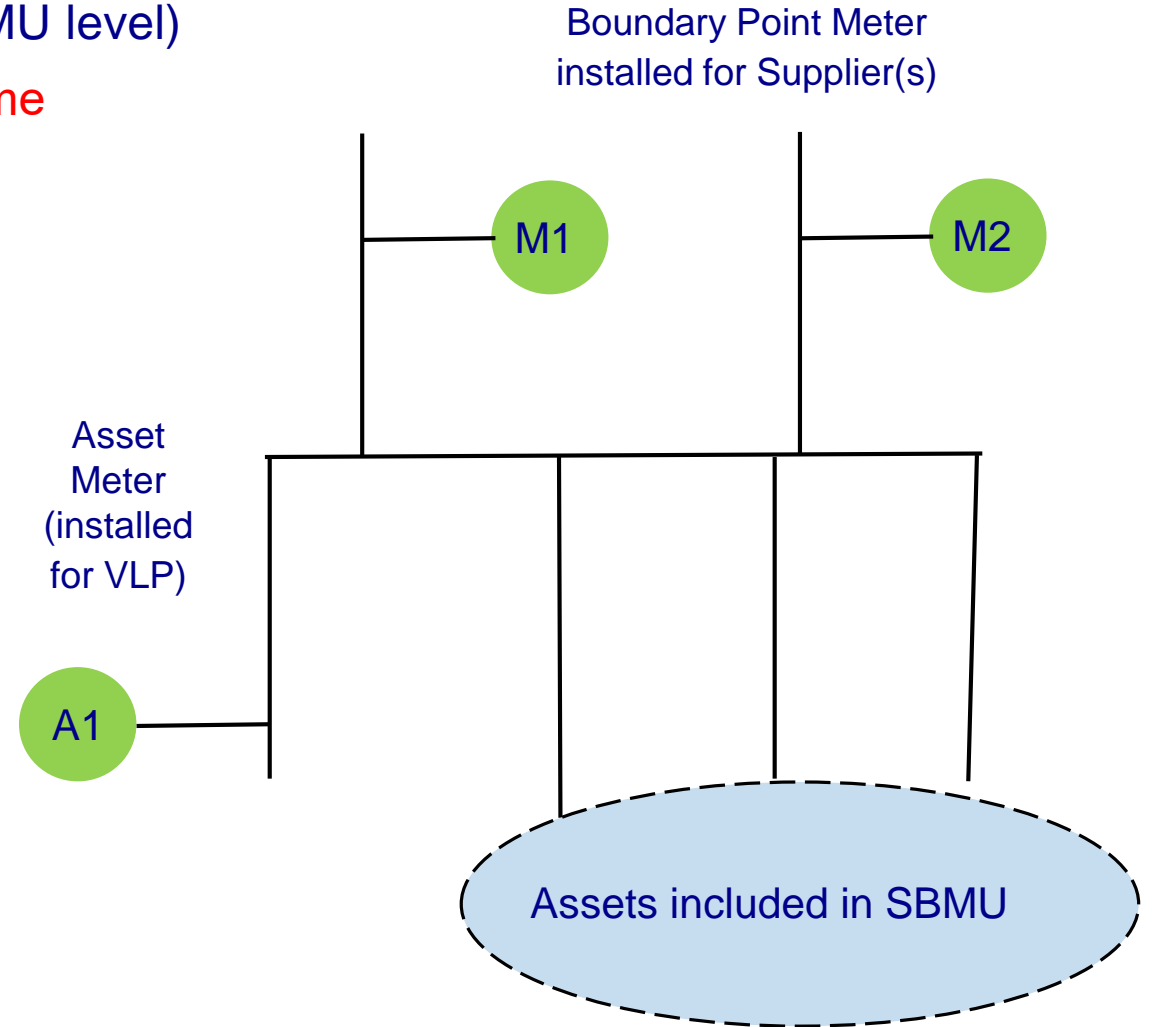 MU level)
me
Boundary Point Meter
installed for Supplier(s)
M1
M2
Asset
Meter
(installed
for VLP)
A1
Assets included in SBMU